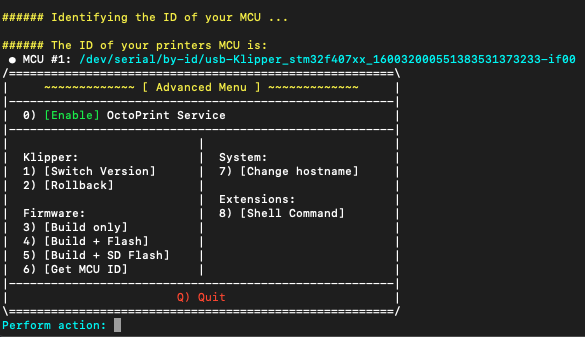 ###### Identifying the ID of your MCU ...
###### The ID of your printers MCU is:
● MCU #1: /dev/serial/by-id/usb-Klipper_stm32f407xx_160032000551383531373233-if00
/=======================================================\
|     ~~~~~~~~~~~~~ [ Advanced Menu ] ~~~~~~~~~~~~~     |
|-------------------------------------------------------|
|  0) [Enable] OctoPrint Service                        |
|-------------------------------------------------------|
|                           |                           |
|  Klipper:                 |  System:                  |
|  1) [Switch Version]      |  7) [Change hostname]     |
|  2) [Rollback]            |                           |
|                           |  Extensions:              |
|  Firmware:                |  8) [Shell Command]       |
|  3) [Build only]          |                           |
|  4) [Build + Flash]       |                           |
|  5) [Build + SD Flash]    |                           |
|  6) [Get MCU ID]          |                           |
|-------------------------------------------------------|
|                        Q) Quit                        |
\=======================================================/
Perform action: